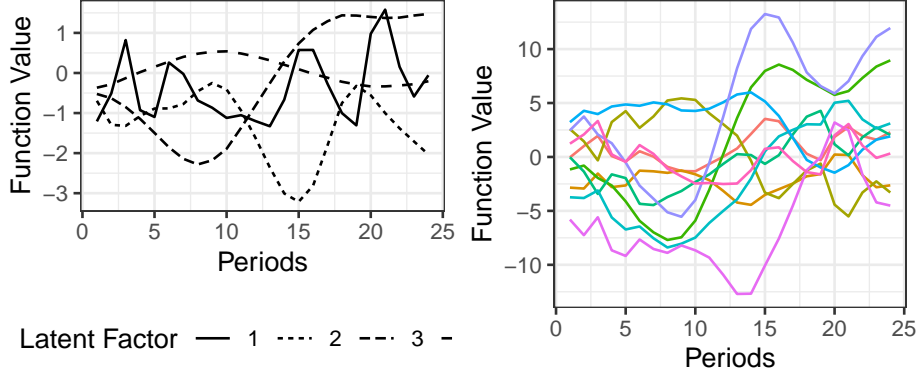 Function Value
1
0
−1
−2
−3
0 5 10 15 20 25
Periods
Latent Factor 1 2 3
Function Value
10
5
0
−5
−10
0 5 10 15 20 25
Periods